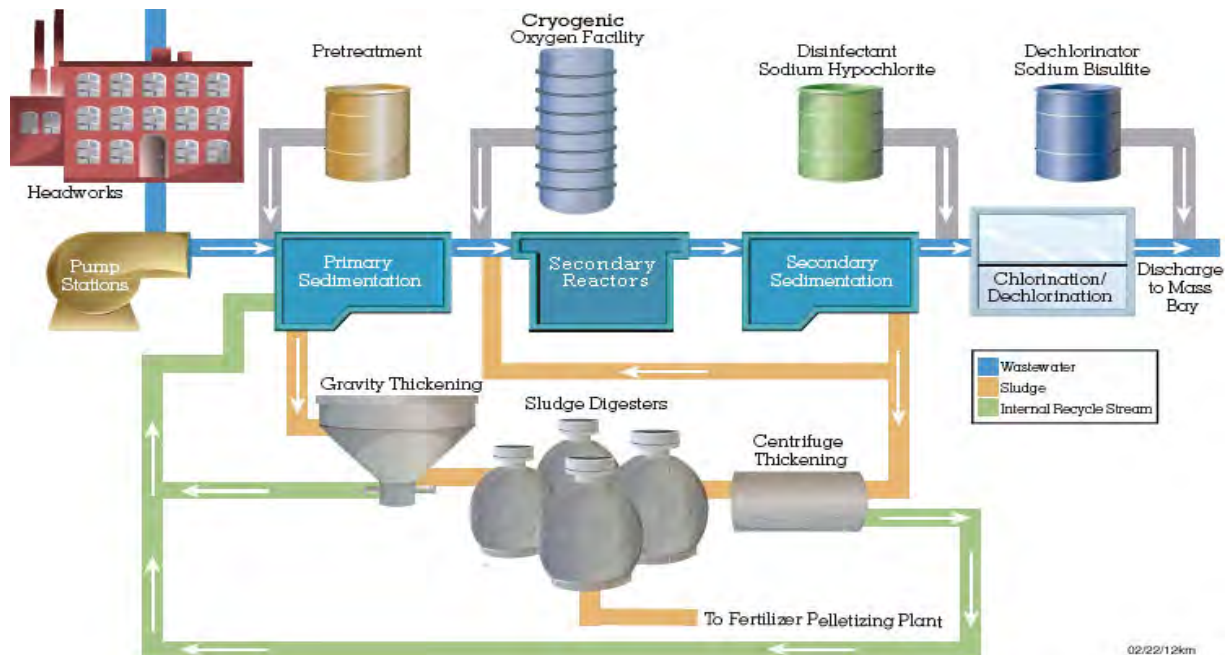 Cryogenic
Oxygen Facility
Pretreatment
Disinfectant
Sodium Hypochlorite
Dechlorinator
Sodium Bisulfite
Headworks
Pump
Stations
Primary
Sedimentation
Secondary
Reactors
Secondary
Sedimentation
Chlorination/
Dechlorination
Discharge
to Mass
Bay
Wastewater
Sludge
Internal Recycle Stream
Gravity Thickening
Sludge Digesters
Centrifuge
Thickening
To Fertilizer Pelletizing Plant
02/22/12km